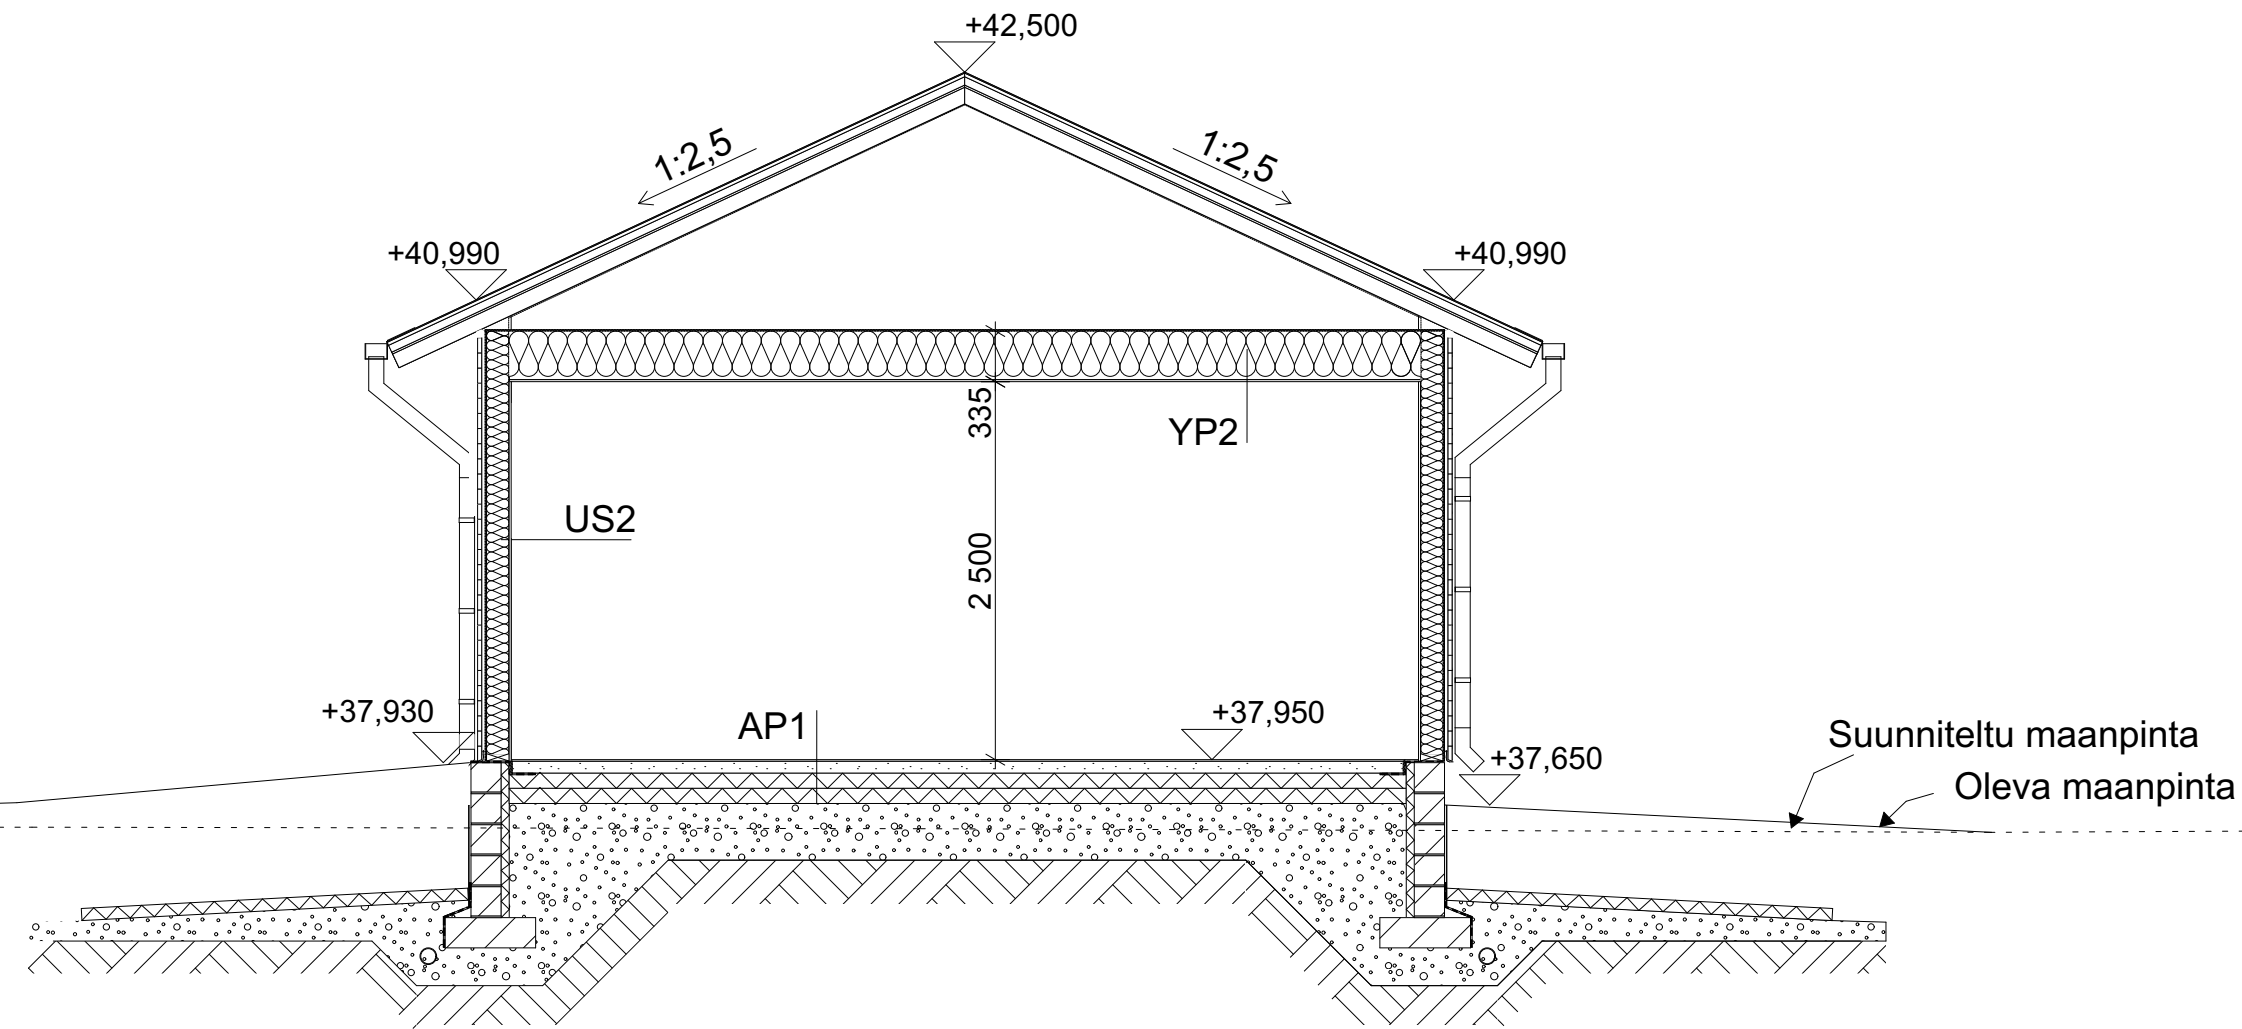 +42,500
1:2,5
1:2,5
+40,990
+40,990
335
YP2
US2
2 500
+37,930
AP1
+37,950
Suunniteltu maanpinta
+37,650
Oleva maanpinta